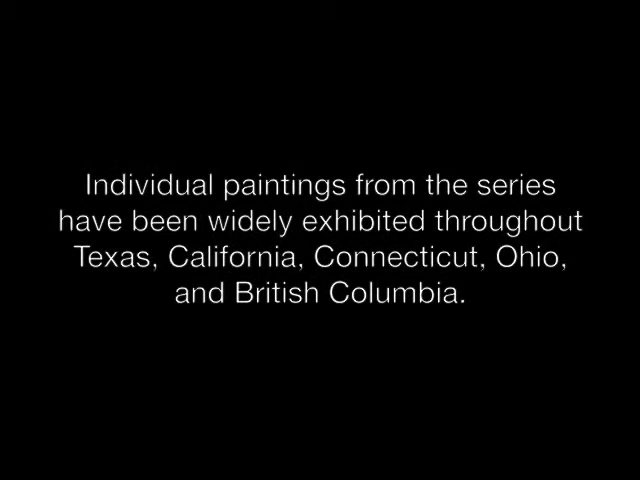 Individual paintings from the series
have been widely exhibited throughout
Texas, California, Connecticut, Ohio,
and British Columbia.